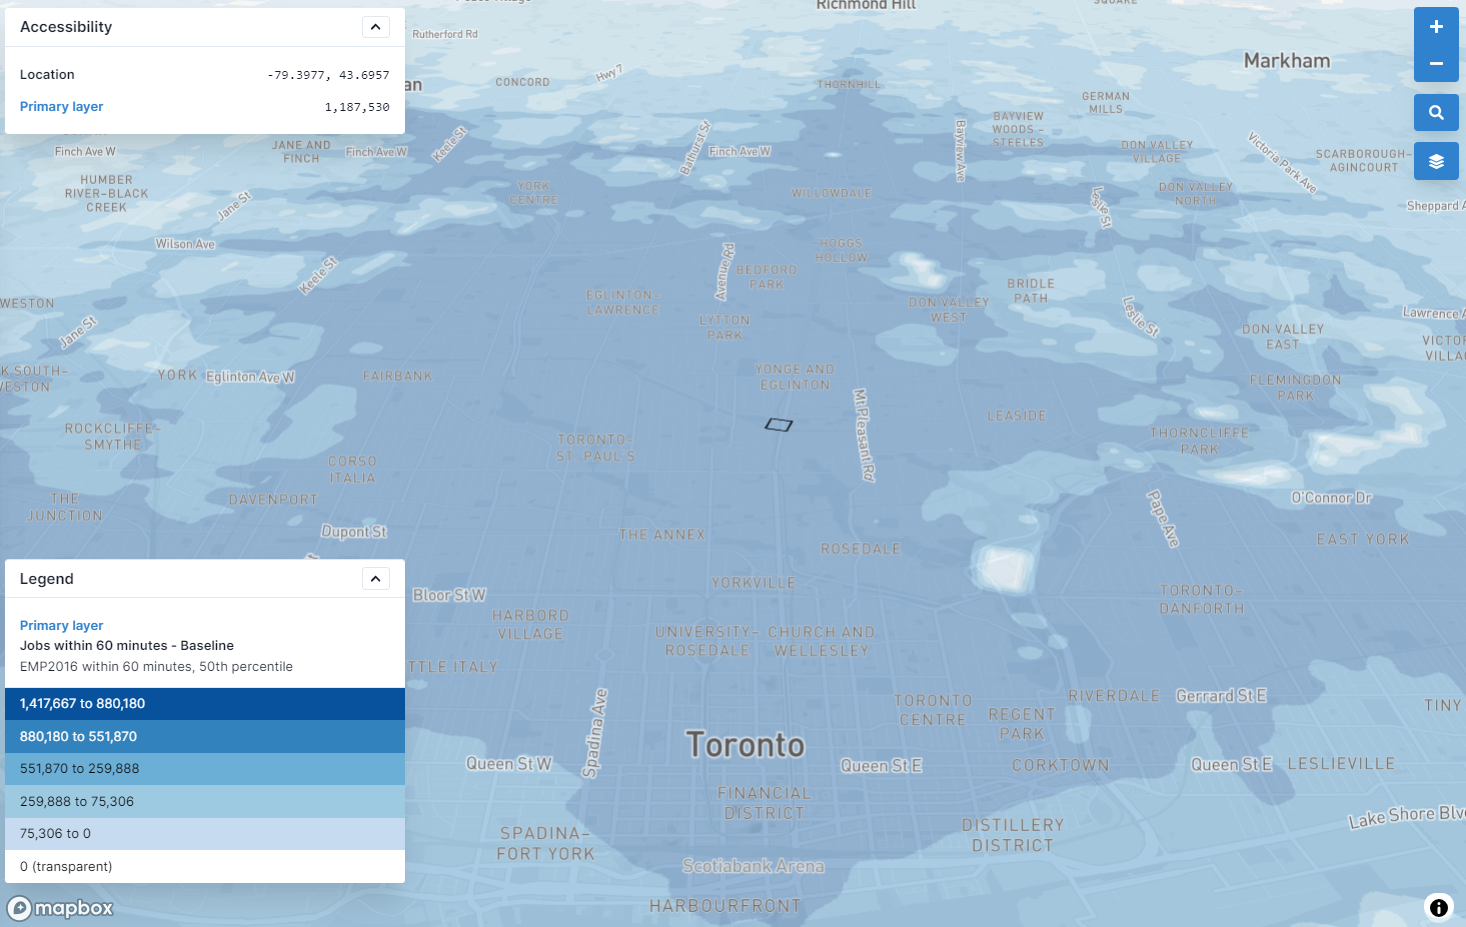 Richmond Hill
SQUARE
Accessibility
Rutherford Rd
Location
-79.3977, 43.6957
Primary layer
1,187,530
an
Hwy 7
CONCORD
THORNHILL
Markham
GERMAN
MILLS
BAYVIEW
WOODS –
STEELES
Finch Ave W
JANE AND
FINCH
Finch Ave W
Keele St
Bathurst St
Finch Ave W
Bayview Ave
DON VALLEY
VILLAGE
Victoria Park Ave
SCARBOROUGH–
AGINCOURT
HUMBER
RIVER–BLACK
CREEK
Jane St
YORK
CENTRE
WILLOWDALE
Leslie St
DON VALLEY
NORTH
Sheppard A
Wilson Ave
Keele St
Avenue Rd
HOGGS
HOLLOW
BEDFORD
PARK
BRIDLE
PATH
WESTON
Jane St
EGLINTON–
LAWRENCE
LYTTON
PARK
DON VALLEY
WEST
Leslie St
Lawrence A
DON VALLEY
EAST
VICTOR
VILLAG
K SOUTH–
WESTON
YORK
Eglinton Ave W
FAIRBANK
YONGE AND
EGLINTON
Mt Pleasant Rd
LEASIDE
FLEMINGDON
PARK
ROCKCLIFFE–
SMYTHE
TORONTO–
ST. PAUL'S
THORNCLIFFE
PARK
CORSO
ITALIA
DAVENPORT
THE
JUNCTION
Dupont St
THE ANNEX
ROSEDALE
Pape Ave
O'Connor Dr
EAST YORK
Legend
Primary layer
Jobs within 60 minutes - Baseline
EMP2016 within 60 minutes, 50th percentile
1,417,667 to 880,180
880,180 to 551,870
551,870 to 259,888
259,888 to 75,306
75,306 to 0
0 (transparent)
YORKVILLE
Bloor St W
HARBORD
VILLAGE
TORONTO–
DANFORTH
UNIVERSITY–
ROSEDALE
CHURCH AND
WELLESLEY
TTLE ITALY
Spadina Ave
TORONTO
CENTRE
REGENT
PARK
RIVERDALE
Gerrard St E
TINY
Toronto
Queen St W
Queen St E
CORKTOWN
Queen St E
LESLIEVILLE
FINANCIAL
DISTRICT
SPADINA–
FORT YORK
DISTILLERY
DISTRICT
Lake Shore Blv
Scotiabank Arena
HARBOURFRONT
mapbox